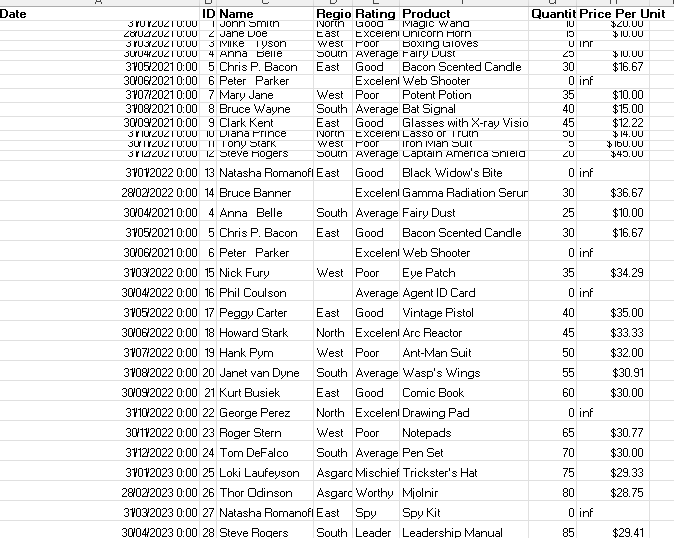 A
Date ID Name Regio Rating Product Quantit Price Per Unit
31/01/2021 0:00 1 John Smith North Good Magic Wand 10 $20.00
28/02/2021 0:00 2 Jane Doe East Excellent Unicorn Horn 15 $10.00
31/03/2021 0:00 3 Mike Tyson West Poor Boxing Gloves 0 inf
30/04/2021 0:00 4 Anna Belle South Average Fairy Dust 25 $10.00
31/05/2021 0:00 5 Chris P. Bacon East Good Bacon Scented Candle 30 $16.67
30/06/2021 0:00 6 Peter Parker Excellent Web Shooter 0 inf
31/07/2021 0:00 7 Mary Jane West Poor Potent Potion 35 $10.00
31/08/2021 0:00 8 Bruce Wayne South Average Bat Signal 40 $15.00
30/09/2021 0:00 9 Clark Kent East Good Glasses with X-ray Visio 45 $12.22
31/10/2021 0:00 10 Diana Prince North Excellent Lasso of Truth 50 $14.00
30/11/2021 0:00 11 Tony Stark West Poor Iron Man Suit 5 $160.00
31/12/2021 0:00 12 Steve Rogers South Average Captain America Shield 20 $45.00
31/01/2022 0:00 13 Natasha Romanoff East Good Black Widow's Bite 0 inf
28/02/2022 0:00 14 Bruce Banner Excellent Gamma Radiation Serum 30 $36.67
30/04/2021 0:00 4 Anna Belle South Average Fairy Dust 25 $10.00
31/05/2021 0:00 5 Chris P. Bacon East Good Bacon Scented Candle 30 $16.67
30/06/2021 0:00 6 Peter Parker Excellent Web Shooter 0 inf
31/03/2022 0:00 15 Nick Fury West Poor Eye Patch 35 $34.29
30/04/2022 0:00 16 Phil Coulson Average Agent ID Card 0 inf
31/05/2022 0:00 17 Peggy Carter East Good Vintage Pistol 40 $35.00
30/06/2022 0:00 18 Howard Stark North Excellent Arc Reactor 45 $33.33
31/07/2022 0:00 19 Hank Pym West Poor Ant-Man Suit 50 $32.00
31/08/2022 0:00 20 Janet van Dyne South Average Wasp's Wings 55 $30.91
30/09/2022 0:00 21 Kurt Busiek East Good Comic Book 60 $30.00
31/10/2022 0:00 22 George Perez North Excellent Drawing Pad 0 inf
30/11/2022 0:00 23 Roger Stern West Poor Notepads 65 $30.77
31/12/2022 0:00 24 Tom DeFalco South Average Pen Set 70 $30.00
31/01/2023 0:00 25 Loki Laufeyson Asgard Mischief Trickster's Hat 75 $29.33
28/02/2023 0:00 26 Thor Odinson Asgard Worthy Mjolnir 80 $28.75
31/03/2023 0:00 27 Natasha Romanoff East Spy Spy Kit 0 inf
30/04/2023 0:00 28 Steve Rogers South Leader Leadership Manual 85 $29.41